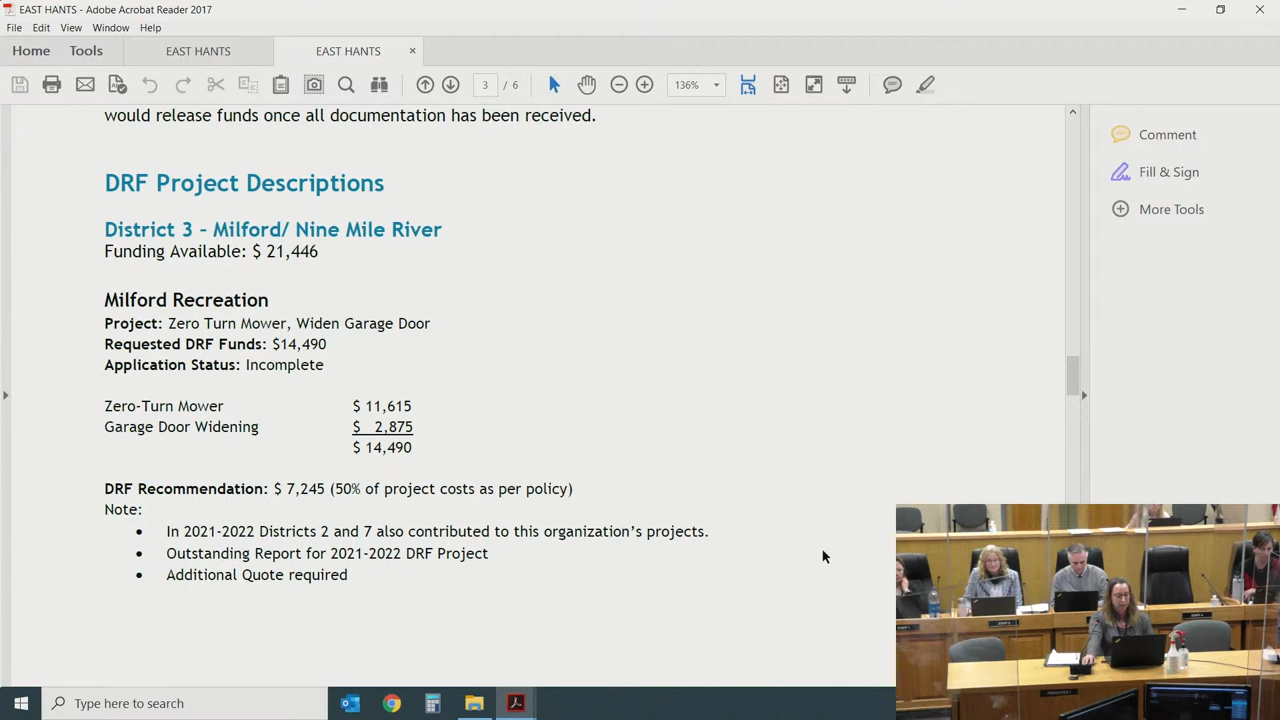 EAST HANTS - Adobe Acrobat Reader 2017
File Edit View Window Help
Home Tools EAST HANTS EAST HANTS ×
3 / 6 136%
would release funds once all documentation has been received.
DRF Project Descriptions
District 3 – Milford/ Nine Mile River
Funding Available: $ 21,446
Milford Recreation
Project: Zero Turn Mower, Widen Garage Door
Requested DRF Funds: $14,490
Application Status: Incomplete
Zero-Turn Mower $ 11,615
Garage Door Widening $ 2,875
$ 14,490
DRF Recommendation: $ 7,245 (50% of project costs as per policy)
Note:
• In 2021-2022 Districts 2 and 7 also contributed to this organization’s projects.
• Outstanding Report for 2021-2022 DRF Project
• Additional Quote required
Comment
Fill & Sign
More Tools
Type here to search